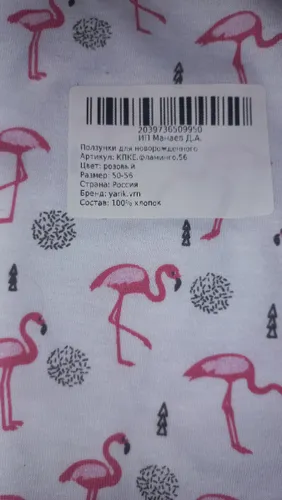 2039736509950
ИП Манаев Д.А.
Ползунки для новорожденного
Артикул: КПКЕ.фламинго.56
Цвет: розовый
Размер: 50-56
Страна: Россия
Бренд: yarik.vrn
Состав: 100% хлопок